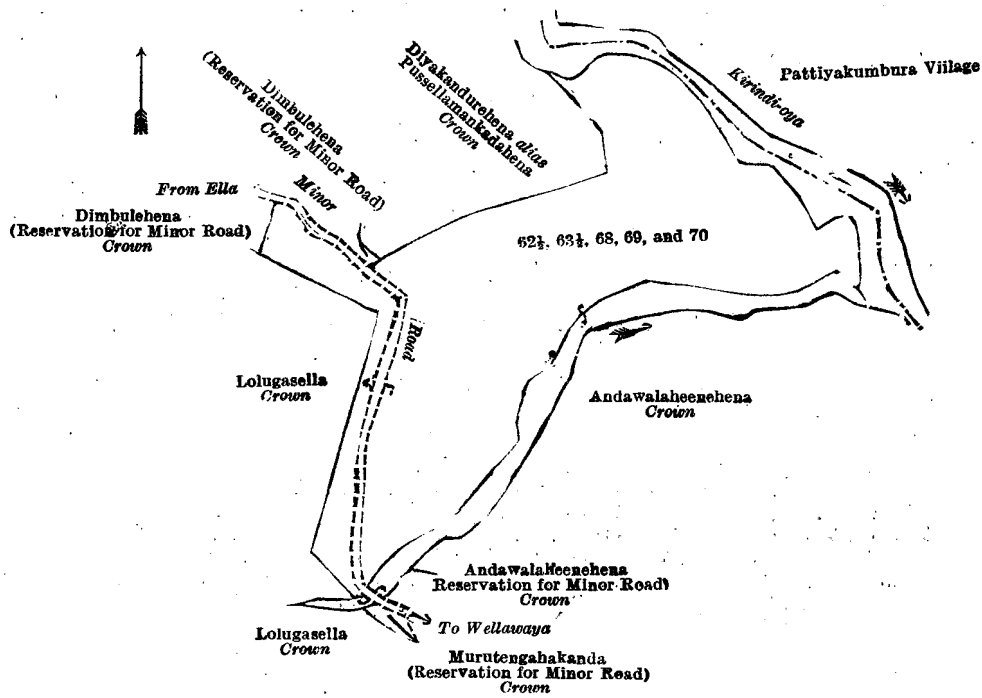 Pattiyakumbura Viilage
Kirindi-oya
Diyakandurehena alias
Pussellamankadahena
Crown
Dimbulehena
(Reservation for Minor Road)
Crown
From Ella
Minor
Dimbulehena
(Reservation for Minor Road)
Crown
62½, 63½, 68, 69, and 70
Road
Lolugasella
Crown
Andawalaheenehena
Crown
Andawalaheenehena
Reservation for Minor Road)
Crown
To Wellawaya
Lolugasella
Crown
Murutengahakanda
(Reservation for Minor Road)
Crown